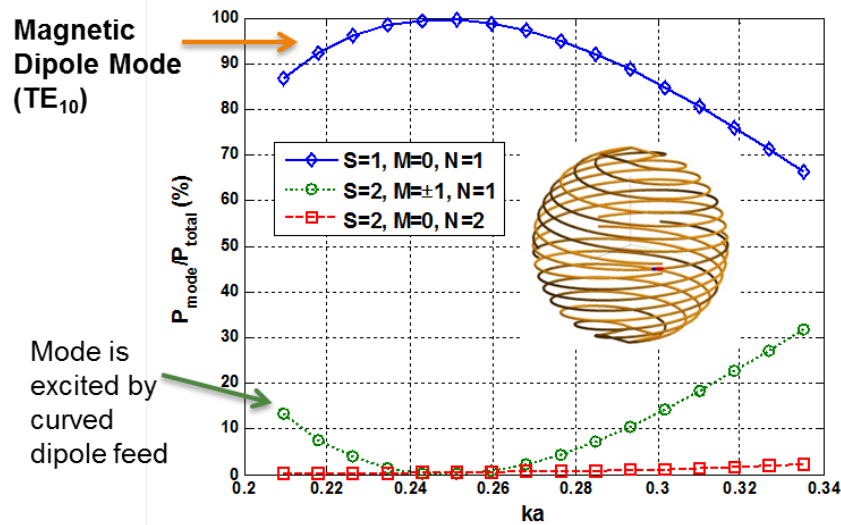 Magnetic
Dipole Mode
(TE₁₀)
Mode is
excited by
curved
dipole feed
P_mode/P_total (%)
100
90
80
70
60
50
40
30
20
10
0
S=1, M=0, N=1
S=2, M=±1, N=1
S=2, M=0, N=2
0.2 0.22 0.24 0.26 0.28 0.3 0.32 0.34
ka